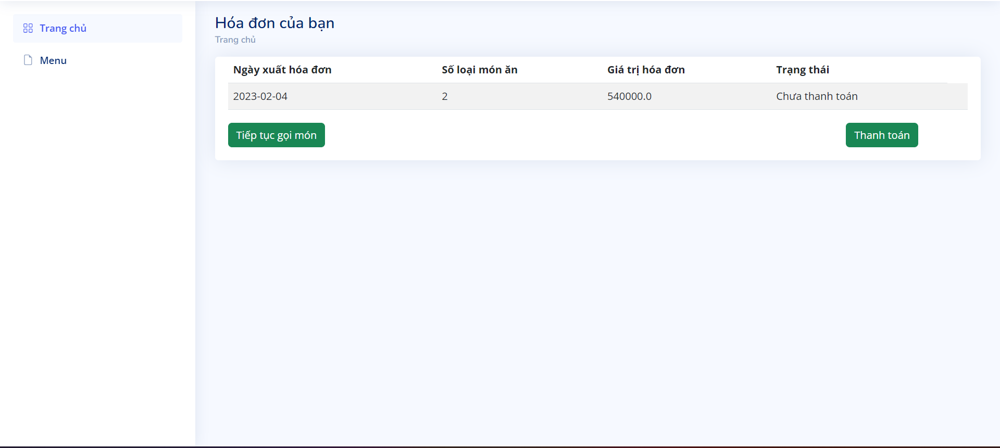 Trang chủ
Menu
Hóa đơn của bạn
Trang chủ
Ngày xuất hóa đơn Số loại món ăn Giá trị hóa đơn Trạng thái
2023-02-04 2 540000.0 Chưa thanh toán
Tiếp tục gọi món Thanh toán